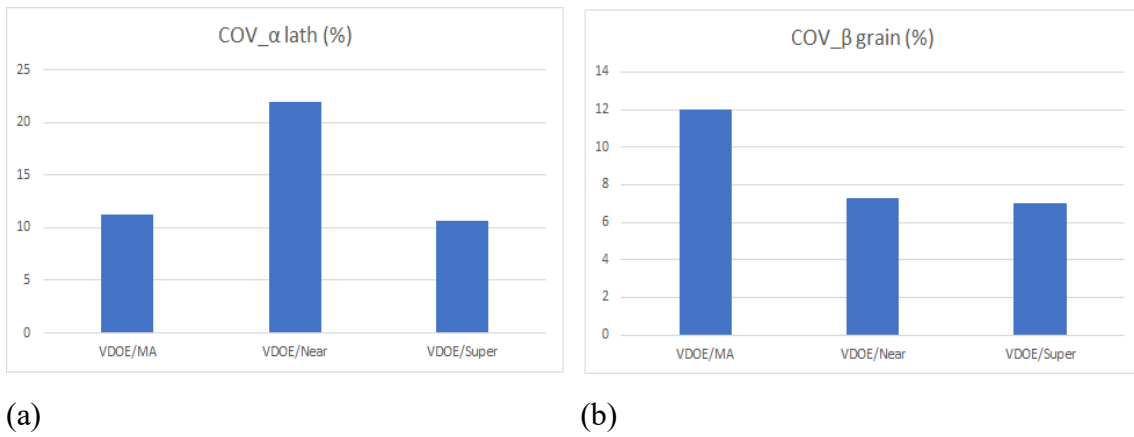 COV_α lath (%)
25
20
15
10
5
0
VDOE/MA VDOE/Near VDOE/Super
(a)
COV_β grain (%)
14
12
10
8
6
4
2
0
VDOE/MA VDOE/Near VDOE/Super
(b)